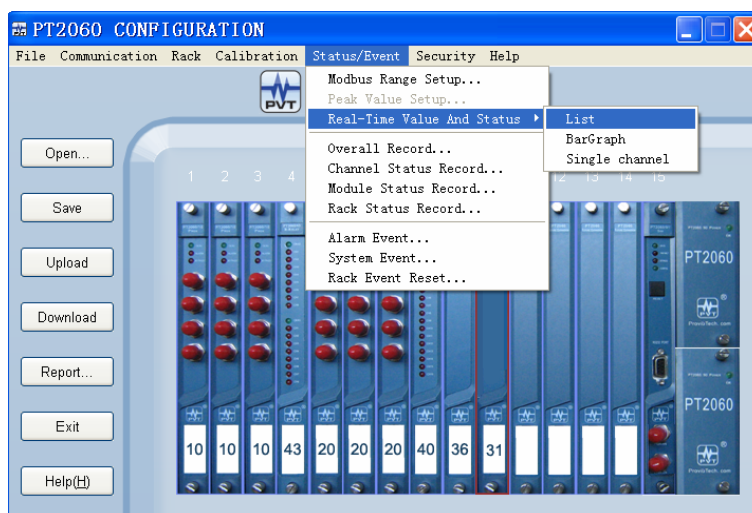 PT2060 CONFIGURATION
File Communication Rack Calibration Status/Event Security Help
Modbus Range Setup...
Peak Value Setup...
Real-Time Value And Status
List
BarGraph
Single channel
Overall Record...
Channel Status Record...
Module Status Record...
Rack Status Record...
Alarm Event...
System Event...
Rack Event Reset...
PVT
Open...
Save
Upload
Download
Report...
Exit
Help(H)
1 2 3 4 12 13 14 15
PT2060
PT2060
10 10 10 43 20 20 20 40 36 31